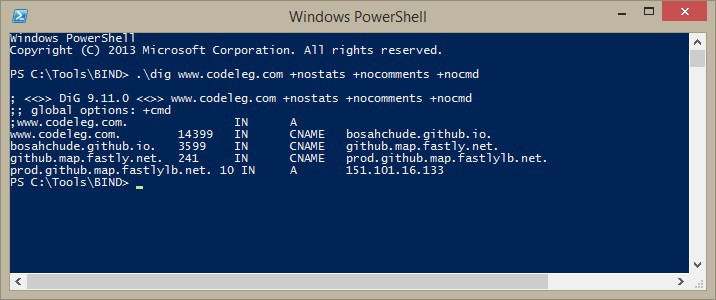 Windows PowerShell
Windows PowerShell
Copyright (C) 2013 Microsoft Corporation. All rights reserved.
PS C:\Tools\BIND> .\dig www.codeleg.com +nostats +nocomments +nocmd
; <<>> DiG 9.11.0 <<>> www.codeleg.com +nostats +nocomments +nocmd
;; global options: +cmd
;www.codeleg.com. IN A
www.codeleg.com. 14399 IN CNAME bosahchude.github.io.
bosahchude.github.io. 3599 IN CNAME github.map.fastly.net.
github.map.fastly.net. 241 IN CNAME prod.github.map.fastlylb.net.
prod.github.map.fastlylb.net. 10 IN A 151.101.16.133
PS C:\Tools\BIND>